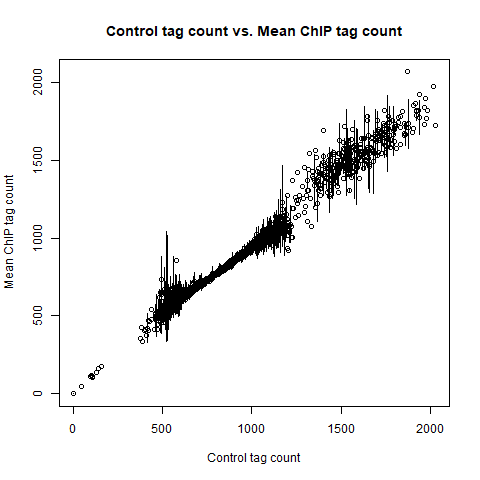 Control tag count vs. Mean ChIP tag count
Mean ChIP tag count
2000
1500
1000
500
0
0 500 1000 1500 2000
Control tag count